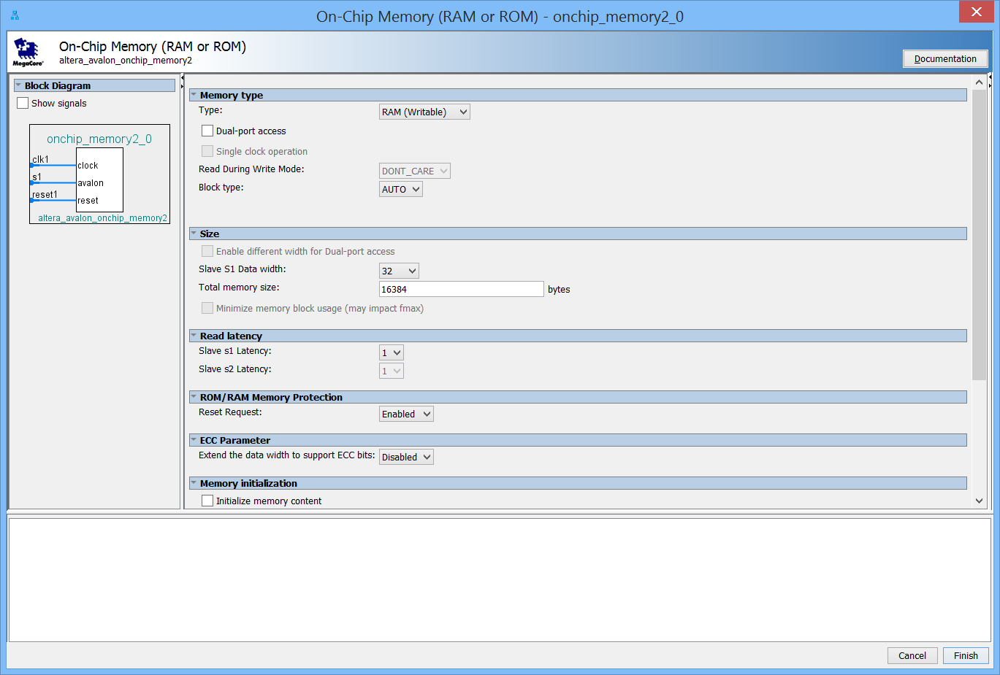 On-Chip Memory (RAM or ROM) - onchip_memory2_0
MegaCore®
On-Chip Memory (RAM or ROM)
altera_avalon_onchip_memory2
Documentation
Block Diagram
Show signals
onchip_memory2_0
clk1
clock
s1
avalon
reset1
reset
altera_avalon_onchip_memory2
Memory type
Type: RAM (Writable)
Dual-port access
Single clock operation
Read During Write Mode: DONT_CARE
Block type: AUTO
Size
Enable different width for Dual-port access
Slave S1 Data width: 32
Total memory size: 16384 bytes
Minimize memory block usage (may impact fmax)
Read latency
Slave s1 Latency: 1
Slave s2 Latency: 1
ROM/RAM Memory Protection
Reset Request: Enabled
ECC Parameter
Extend the data width to support ECC bits: Disabled
Memory initialization
Initialize memory content
Cancel Finish